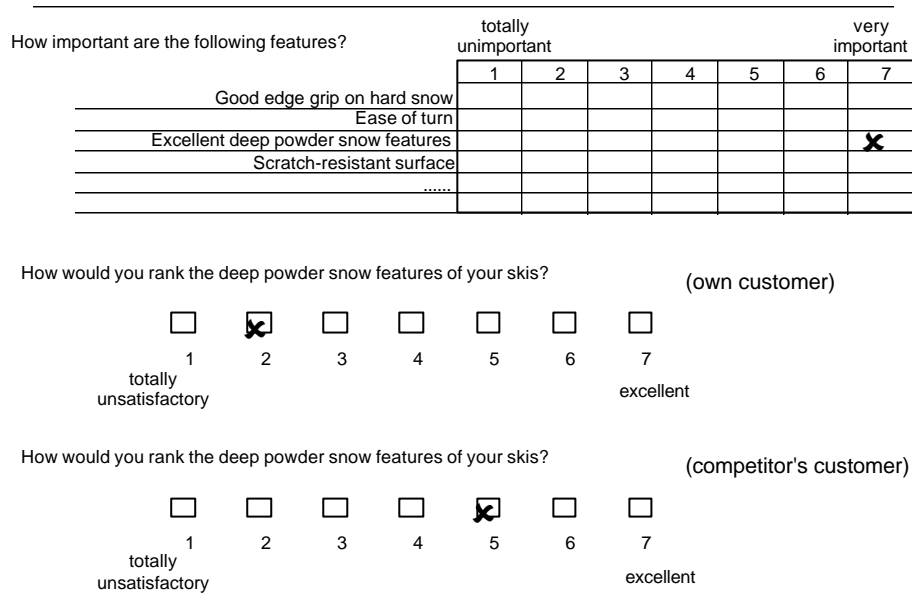 How important are the following features?
totally
unimportant
very
important
1 2 3 4 5 6 7
Good edge grip on hard snow
Ease of turn
Excellent deep powder snow features
Scratch-resistant surface
......
How would you rank the deep powder snow features of your skis?
(own customer)
1 2 3 4 5 6 7
totally
unsatisfactory
excellent
How would you rank the deep powder snow features of your skis?
(competitor's customer)
1 2 3 4 5 6 7
totally
unsatisfactory
excellent